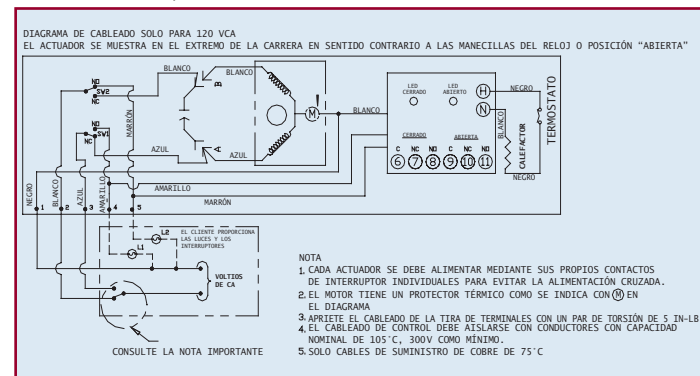 DIAGRAMA DE CABLEADO SOLO PARA 120 VCA
EL ACTUADOR SE MUESTRA EN EL EXTREMO DE LA CARRERA EN SENTIDO CONTRARIO A LAS MANECILLAS DEL RELOJ O POSICIÓN “ABIERTA”
BLANCO
BLANCO
NO
SW2
NC
B
MARRÓN
NO
SW1
NC
A
AZUL
AZUL
M
BLANCO
LED
CERRADO
LED
ABIERTO
H
N
NEGRO
BLANCO
CALEFACTOR
NEGRO
TERMOSTATO
CERRADO
ABIERTA
C NC NO C NC NO
6 7 8 9 10 11
AMARILLO
MARRÓN
NEGRO
BLANCO
AZUL
AMARILLO
1 2 3 4 5
EL CLIENTE PROPORCIONA
LAS LUCES Y LOS
INTERRUPTORES
L2
L1
VOLTIOS
DE CA
CONSULTE LA NOTA IMPORTANTE
NOTA
1. CADA ACTUADOR SE DEBE ALIMENTAR MEDIANTE SUS PROPIOS CONTACTOS
DE INTERRUPTOR INDIVIDUALES PARA EVITAR LA ALIMENTACIÓN CRUZADA.
2. EL MOTOR TIENE UN PROTECTOR TÉRMICO COMO SE INDICA CON M EN
EL DIAGRAMA
3. APRIETE EL CABLEADO DE LA TIRA DE TERMINALES CON UN PAR DE TORSIÓN DE 5 IN-LB
4. EL CABLEADO DE CONTROL DEBE AISLARSE CON CONDUCTORES CON CAPACIDAD
NOMINAL DE 105°C, 300V COMO MÍNIMO.
5. SOLO CABLES DE SUMINISTRO DE COBRE DE 75°C